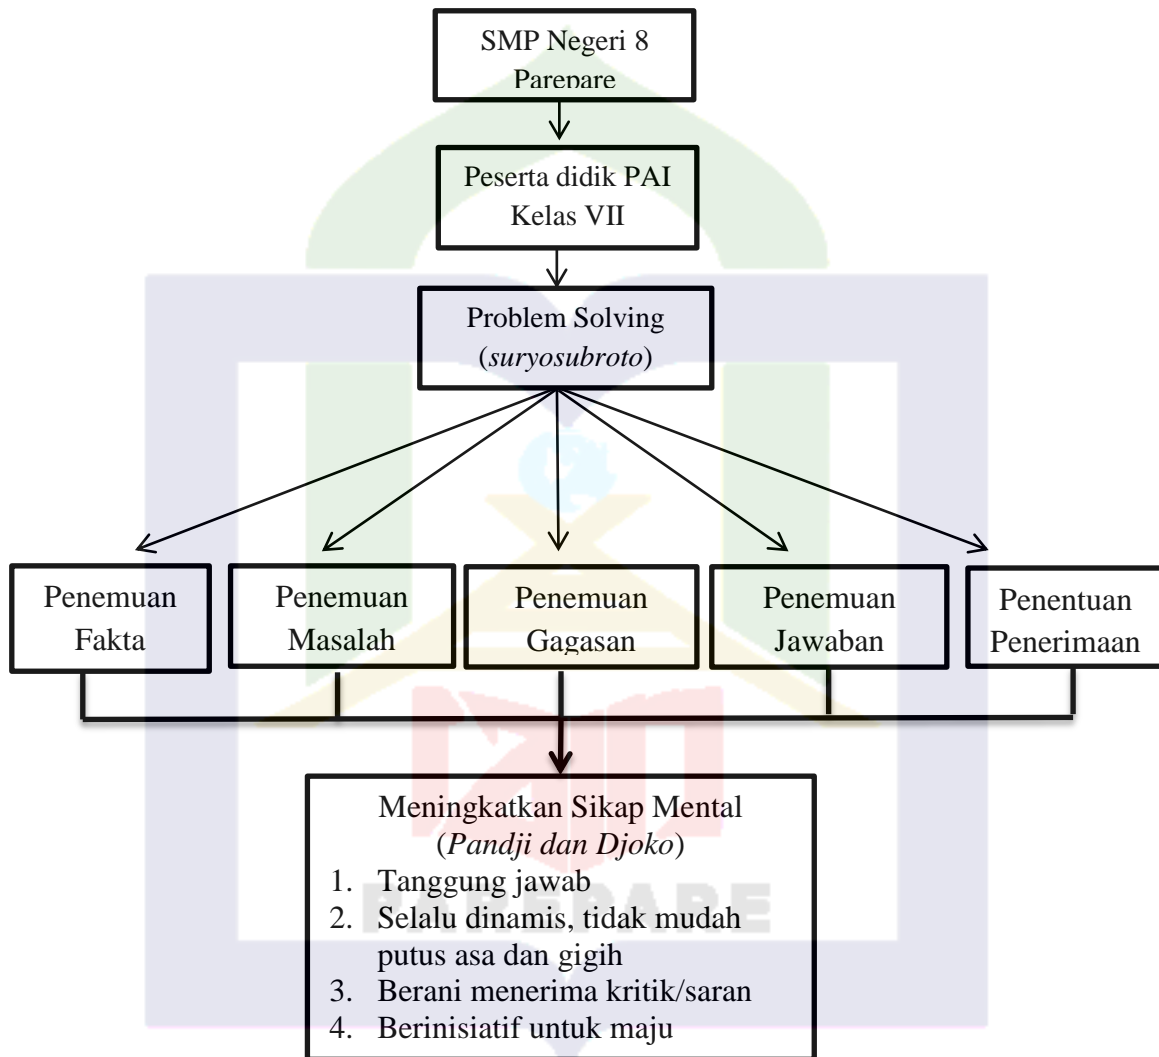 SMP Negeri 8
Parepare
Peserta didik PAI
Kelas VII
Problem Solving
(suryosubroto)
Penemuan
Fakta
Penemuan
Masalah
Penemuan
Gagasan
Penemuan
Jawaban
Penentuan
Penerimaan
Meningkatkan Sikap Mental
(Pandji dan Djoko)
1. Tanggung jawab
2. Selalu dinamis, tidak mudah
putus asa dan gigih
3. Berani menerima kritik/saran
4. Berinisiatif untuk maju
PAREPARE